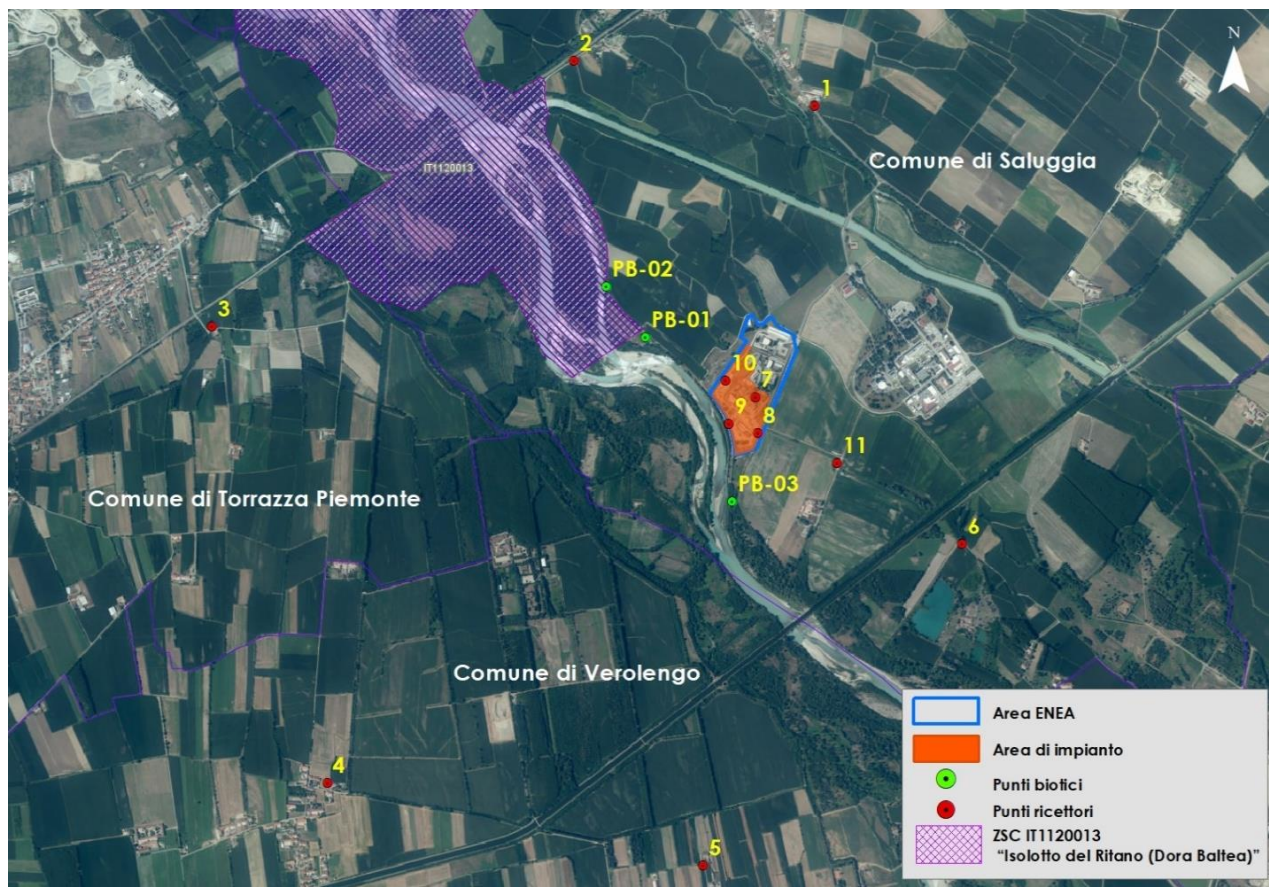 N
2
1
Comune di Saluggia
IT1120013
PB-02
3
PB-01
10
7
9
8
11
PB-03
Comune di Torrazza Piemonte
6
Comune di Verolengo
4
5
Area ENEA
Area di impianto
Punti biotici
Punti ricettori
ZSC IT1120013
"Isolotto del Ritano (Dora Baltea)"